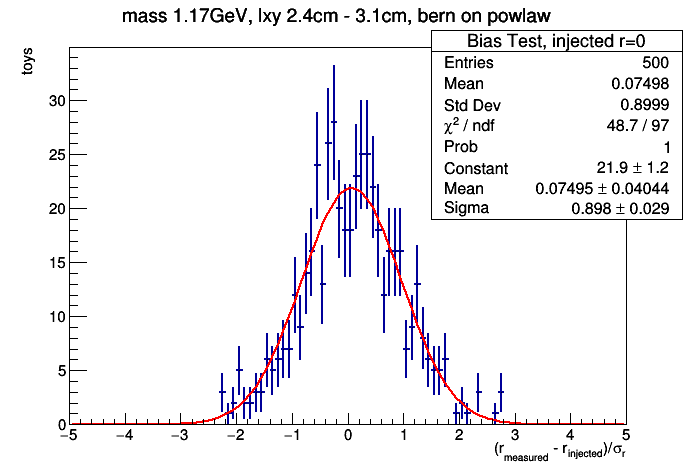 mass 1.17GeV, lxy 2.4cm - 3.1cm, bern on powlaw
toys
Bias Test, injected r=0
Entries 500
Mean 0.07498
Std Dev 0.8999
χ² / ndf 48.7 / 97
Prob 1
Constant 21.9 ± 1.2
Mean 0.07495 ± 0.04044
Sigma 0.898 ± 0.029
30
25
20
15
10
5
0
−5 −4 −3 −2 −1 0 1 2 3 4 5
(r_measured - r_injected)/σ_r